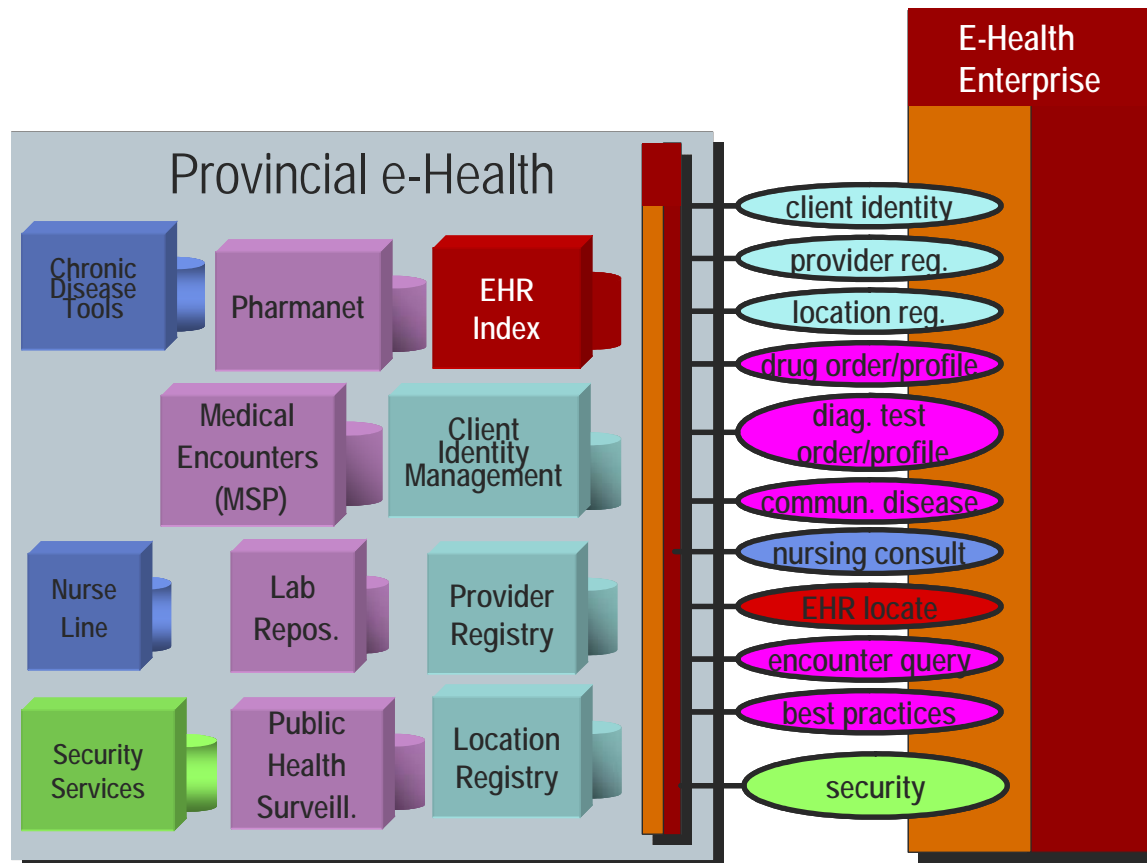 E-Health
Enterprise
Provincial e-Health
Chronic
Disease
Tools
Pharmanet
EHR
Index
Medical
Encounters
(MSP)
Client
Identity
Management
Nurse
Line
Lab
Repos.
Provider
Registry
Security
Services
Public
Health
Surveill.
Location
Registry
client identity
provider reg.
location reg.
drug order/profile
diag. test
order/profile
commun. disease
nursing consult
EHR locate
encounter query
best practices
security